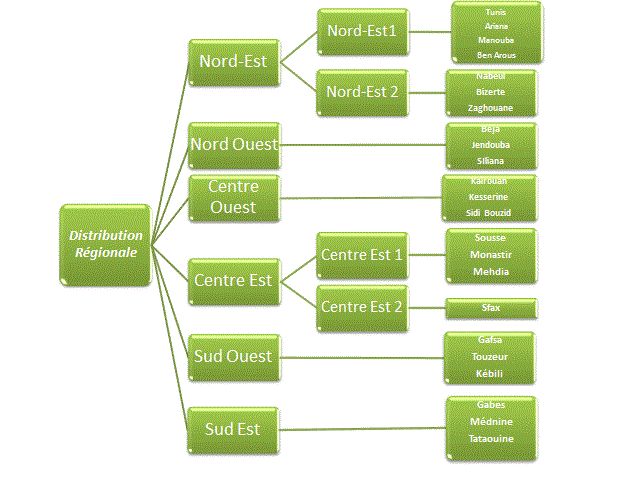 Distribution
Régionale
Nord-Est
Nord-Est1
Tunis
Ariana
Manouba
Ben Arous
Nord-Est 2
Nabeul
Bizerte
Zaghouane
Nord Ouest
Béja
Jendouba
Siliana
Centre
Ouest
Kairouan
Kesserine
Sidi Bouzid
Centre Est
Centre Est 1
Sousse
Monastir
Mehdia
Centre Est 2
Sfax
Sud Ouest
Gafsa
Touzeur
Kébili
Sud Est
Gabes
Médnine
Tataouine